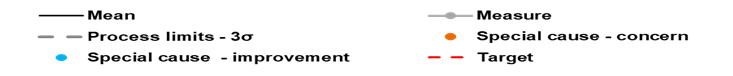 Mean
Measure
Process limits - 3σ
Special cause - concern
Special cause  - improvement
Target